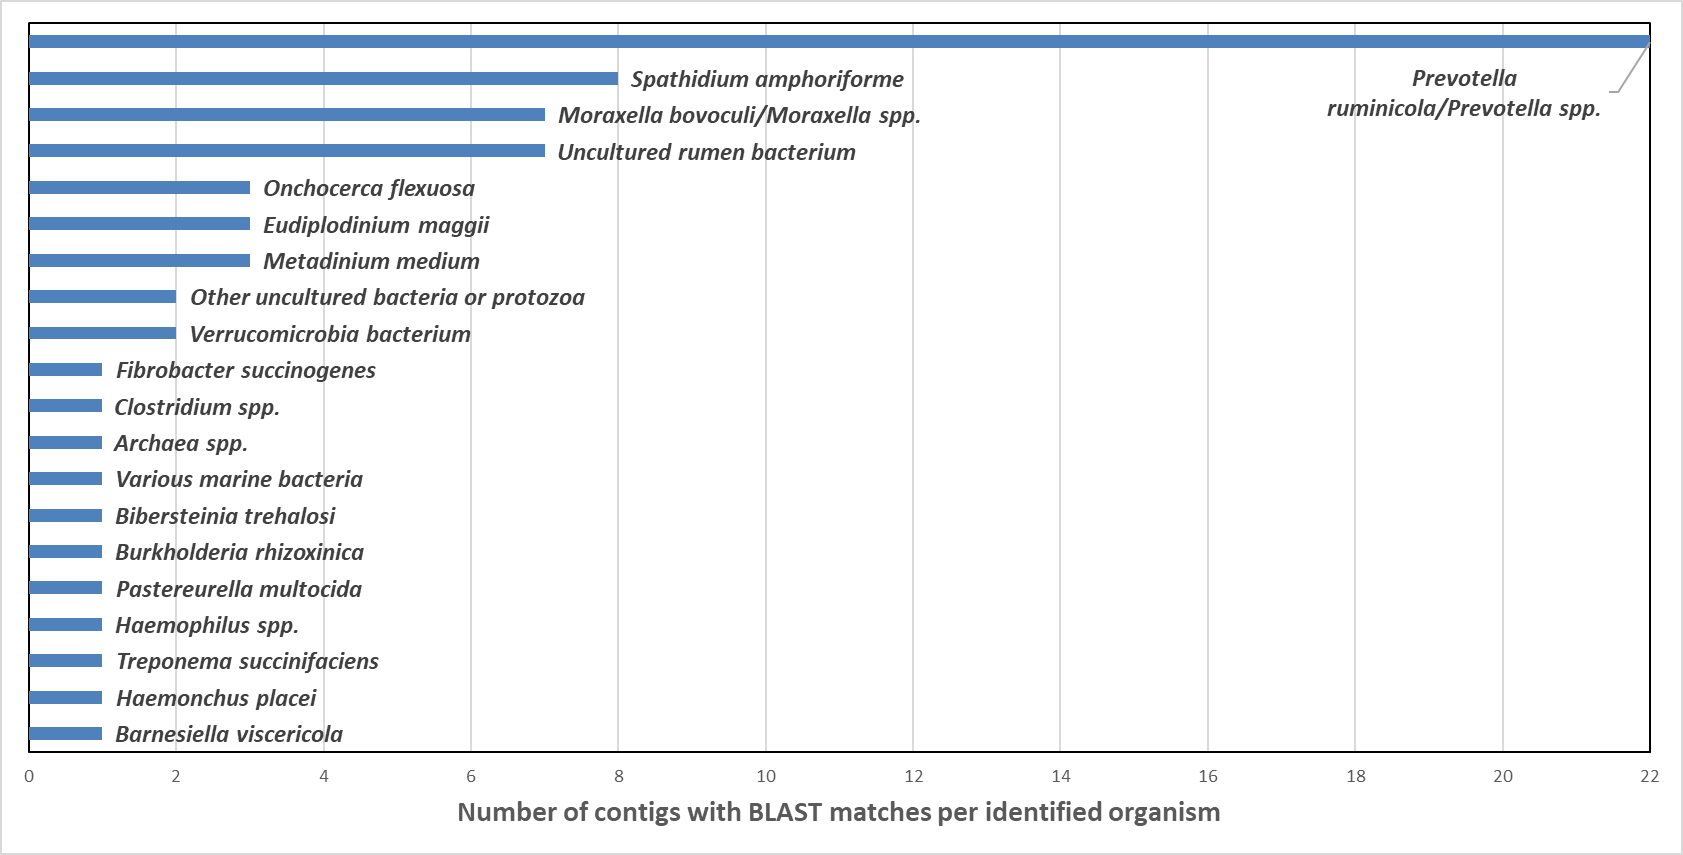 Prevotella
ruminicola/Prevotella spp.
Spathidium amphoriforme
Moraxella bovoculi/Moraxella spp.
Uncultured rumen bacterium
Onchocerca flexuosa
Eudiplodinium maggii
Metadinium medium
Other uncultured bacteria or protozoa
Verrucomicrobia bacterium
Fibrobacter succinogenes
Clostridium spp.
Archaea spp.
Various marine bacteria
Bibersteinia trehalosi
Burkholderia rhizoxinica
Pastereurella multocida
Haemophilus spp.
Treponema succinifaciens
Haemonchus placei
Barnesiella viscericola
0 2 4 6 8 10 12 14 16 18 20 22
Number of contigs with BLAST matches per identified organism